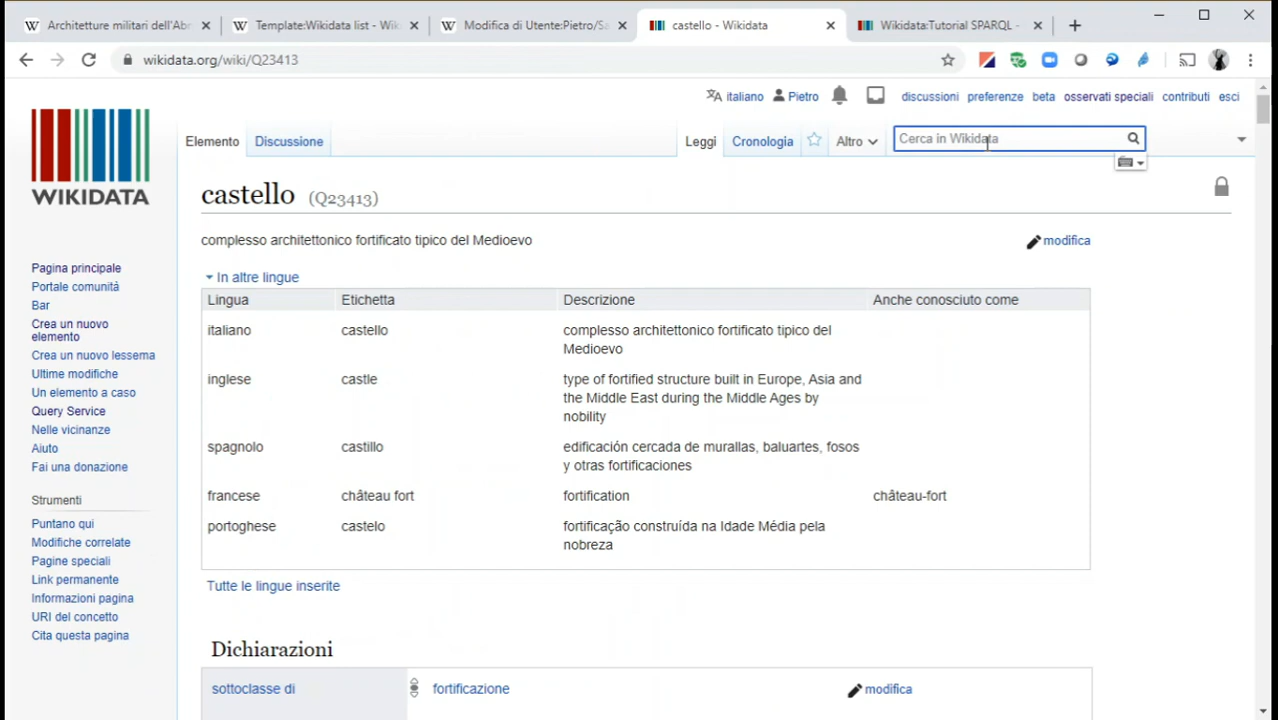 Architetture militari dell'Abr
Template:Wikidata list - Wik
Modifica di Utente:Pietro/Sa
castello - Wikidata
Wikidata:Tutorial SPARQL -
wikidata.org/wiki/Q23413
italiano Pietro discussioni preferenze beta osservati speciali contributi esci
Elemento Discussione Leggi Cronologia Altro Cerca in Wikidata
WIKIDATA
castello (Q23413)
complesso architettonico fortificato tipico del Medioevo modifica
In altre lingue
Lingua Etichetta Descrizione Anche conosciuto come
italiano castello complesso architettonico fortificato tipico del
Medioevo
inglese castle type of fortified structure built in Europe, Asia and
the Middle East during the Middle Ages by
nobility
spagnolo castillo edificación cercada de murallas, baluartes, fosos
y otras fortificaciones
francese château fort fortification château-fort
portoghese castelo fortificação construída na Idade Média pela
nobreza
Tutte le lingue inserite
Dichiarazioni
sottoclasse di fortificazione modifica
Pagina principale
Portale comunità
Bar
Crea un nuovo
elemento
Crea un nuovo lessema
Ultime modifiche
Un elemento a caso
Query Service
Nelle vicinanze
Aiuto
Fai una donazione
Strumenti
Puntano qui
Modifiche correlate
Pagine speciali
Link permanente
Informazioni pagina
URI del concetto
Cita questa pagina